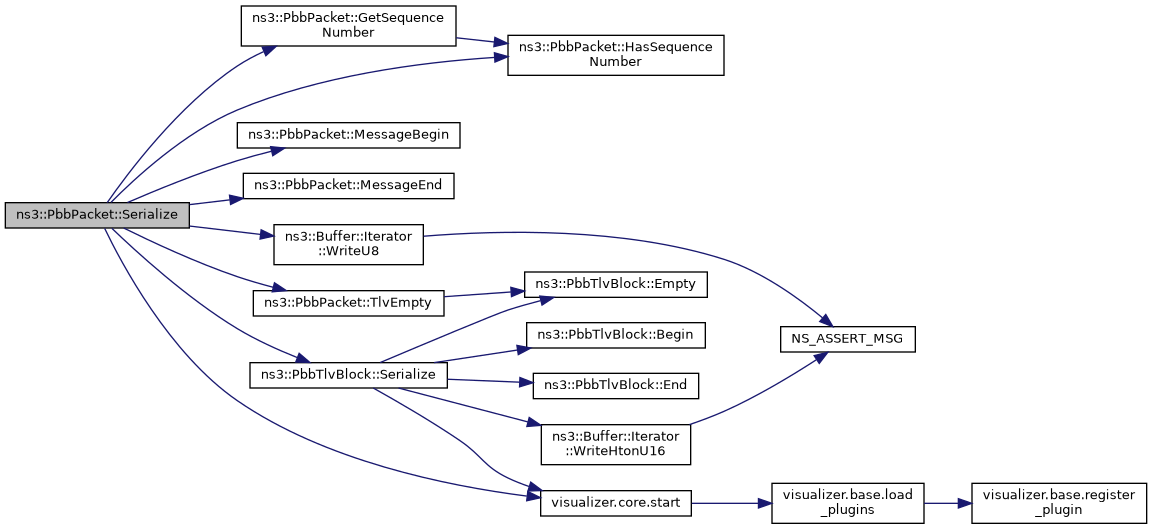 ns3::PbbPacket::GetSequence
Number
ns3::PbbPacket::HasSequence
Number
ns3::PbbPacket::MessageBegin
ns3::PbbPacket::MessageEnd
ns3::PbbPacket::Serialize
ns3::Buffer::Iterator
::WriteU8
ns3::PbbPacket::TlvEmpty
ns3::PbbTlvBlock::Empty
ns3::PbbTlvBlock::Begin
NS_ASSERT_MSG
ns3::PbbTlvBlock::Serialize
ns3::PbbTlvBlock::End
ns3::Buffer::Iterator
::WriteHtonU16
visualizer.core.start
visualizer.base.load
_plugins
visualizer.base.register
_plugin